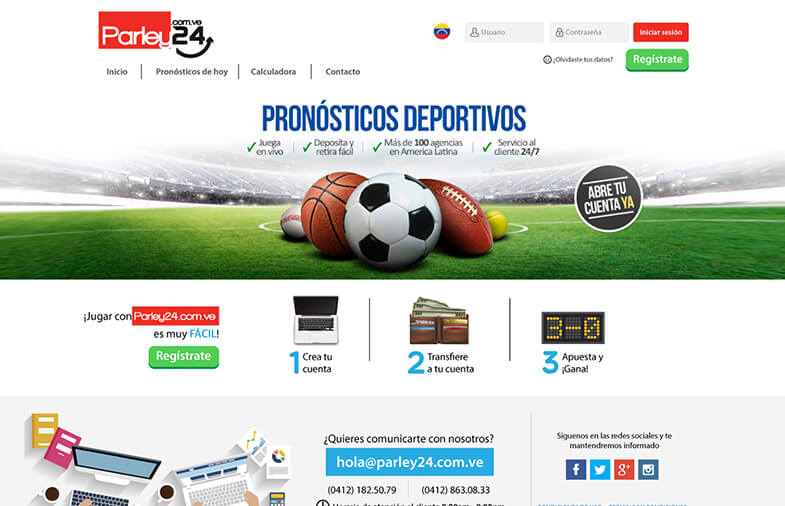 Parley24
.com.ve
Usuario
Contraseña
Iniciar sesión
¿Olvidaste tus datos?
Regístrate
Inicio
Pronósticos de hoy
Calculadora
Contacto
PRONÓSTICOS DEPORTIVOS
Juega
en vivo
Deposita y
retira fácil
Más de 100 agencias
en America Latina
Servicio al
cliente 24/7
ABRE TU
CUENTA YA
¡Jugar con Parley24.com.ve
es muy FÁCIL!
Regístrate
1 Crea tu
cuenta
2 Transfiere
a tu cuenta
3-0
3 Apuesta y
¡Gana!
¿Quieres comunicarte con nosotros?
hola@parley24.com.ve
(0412) 182.50.79
(0412) 863.08.33
Siguenos en las redes sociales y te
mantendremos informado